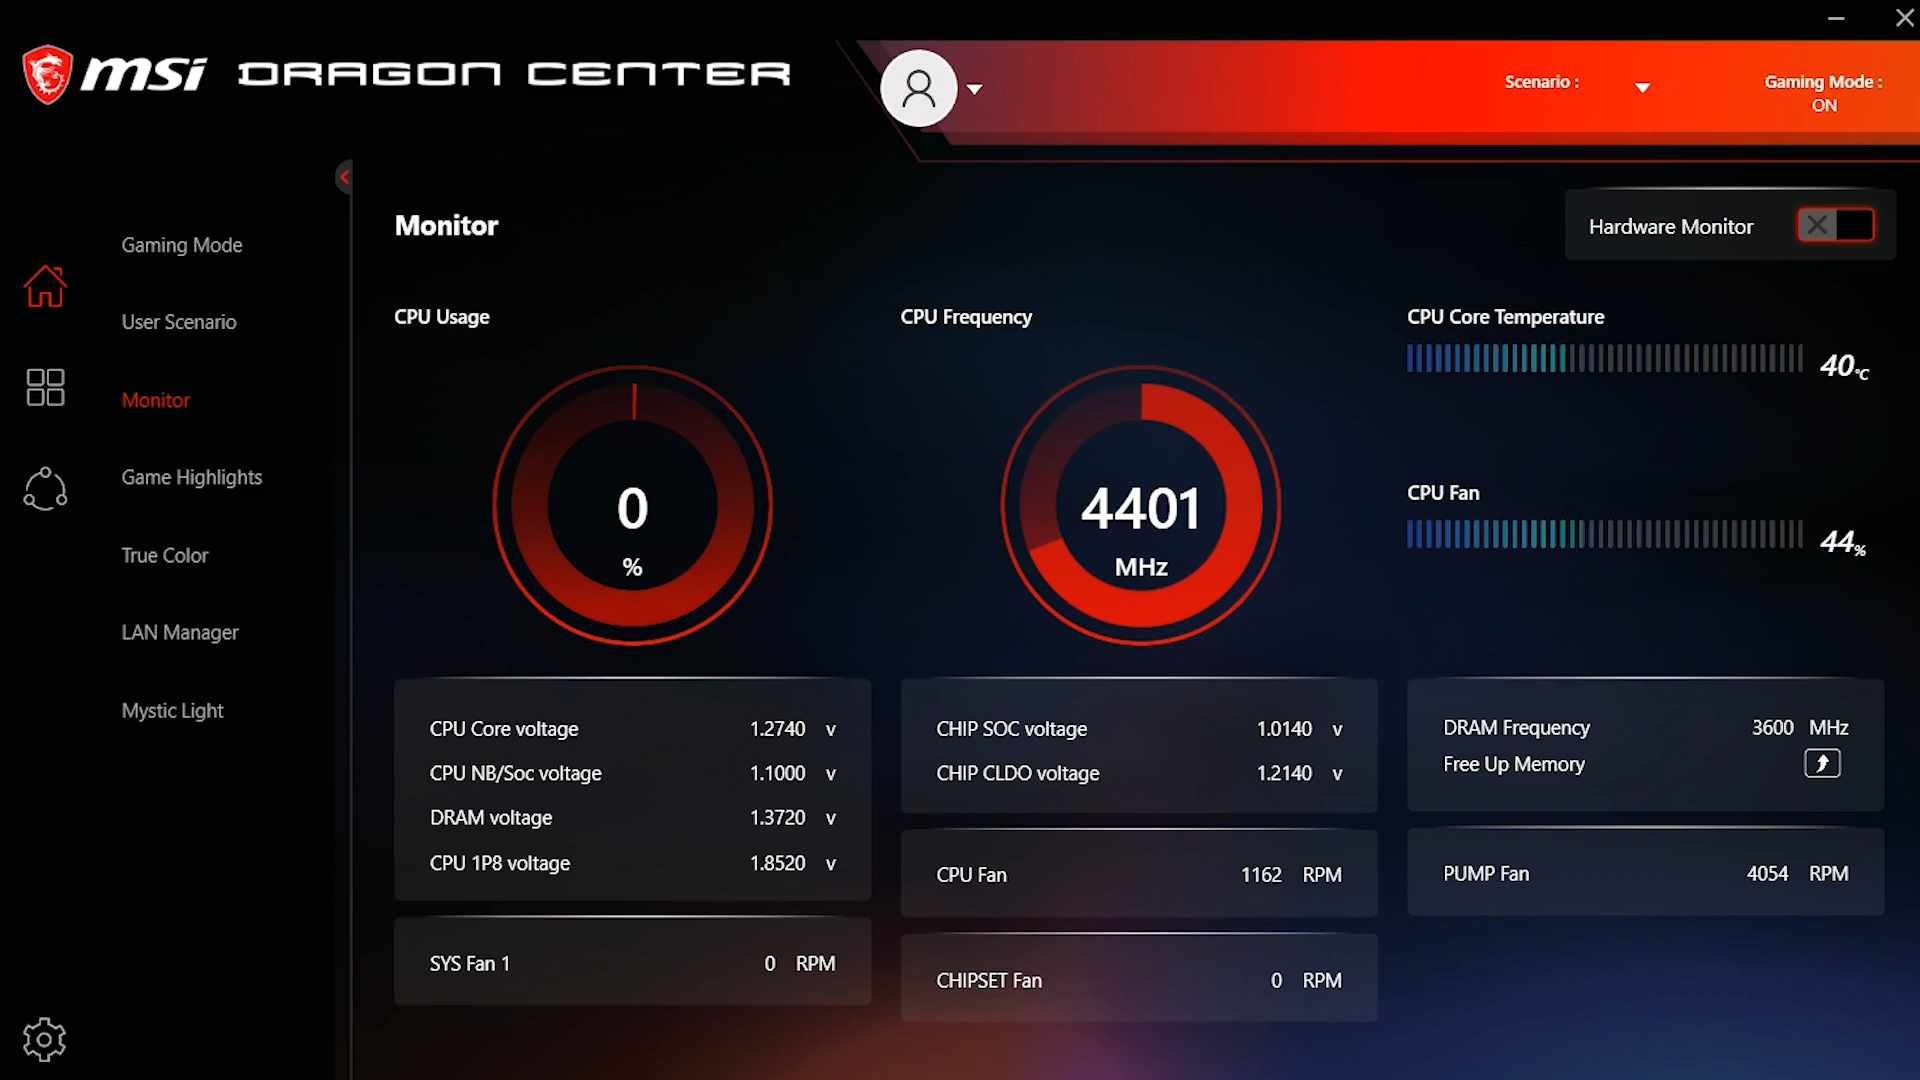 msi DRAGON CENTER
Scenario :
Gaming Mode :
ON
Gaming Mode
User Scenario
Monitor
Game Highlights
True Color
LAN Manager
Mystic Light
Monitor
Hardware Monitor
CPU Usage
0
%
CPU Frequency
4401
MHz
CPU Core Temperature
40°C
CPU Fan
44%
CPU Core voltage 1.2740 v
CPU NB/Soc voltage 1.1000 v
DRAM voltage 1.3720 v
CPU 1P8 voltage 1.8520 v
SYS Fan 1 0 RPM
CHIP SOC voltage 1.0140 v
CHIP CLDO voltage 1.2140 v
CPU Fan 1162 RPM
CHIPSET Fan 0 RPM
DRAM Frequency 3600 MHz
Free Up Memory
PUMP Fan 4054 RPM